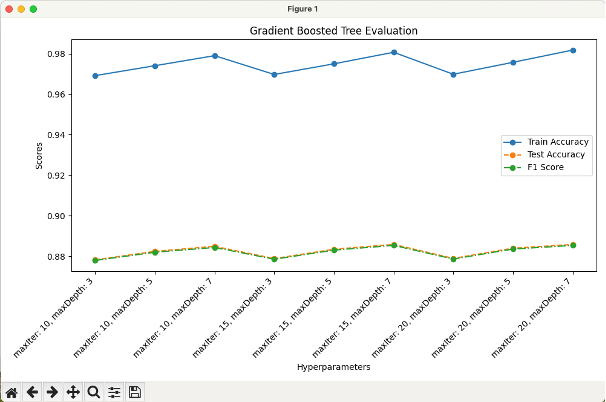 Figure 1
Gradient Boosted Tree Evaluation
0.98
0.96
0.94
0.92
0.90
0.88
Scores
Train Accuracy
Test Accuracy
F1 Score
maxIter: 10, maxDepth: 3
maxIter: 10, maxDepth: 5
maxIter: 10, maxDepth: 7
maxIter: 15, maxDepth: 3
maxIter: 15, maxDepth: 5
maxIter: 15, maxDepth: 7
maxIter: 20, maxDepth: 3
maxIter: 20, maxDepth: 5
maxIter: 20, maxDepth: 7
Hyperparameters